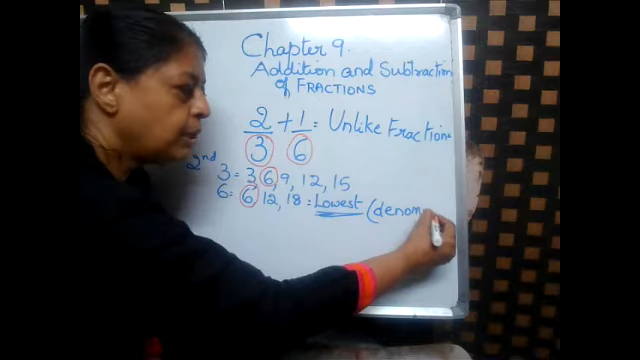 Chapter 9.
Addition and Subtraction
of FRACTIONS
2/3 + 1/6 = Unlike Fractions
2nd 3 = 3, 6, 9, 12, 15
6 = 6, 12, 18 = Lowest (denom